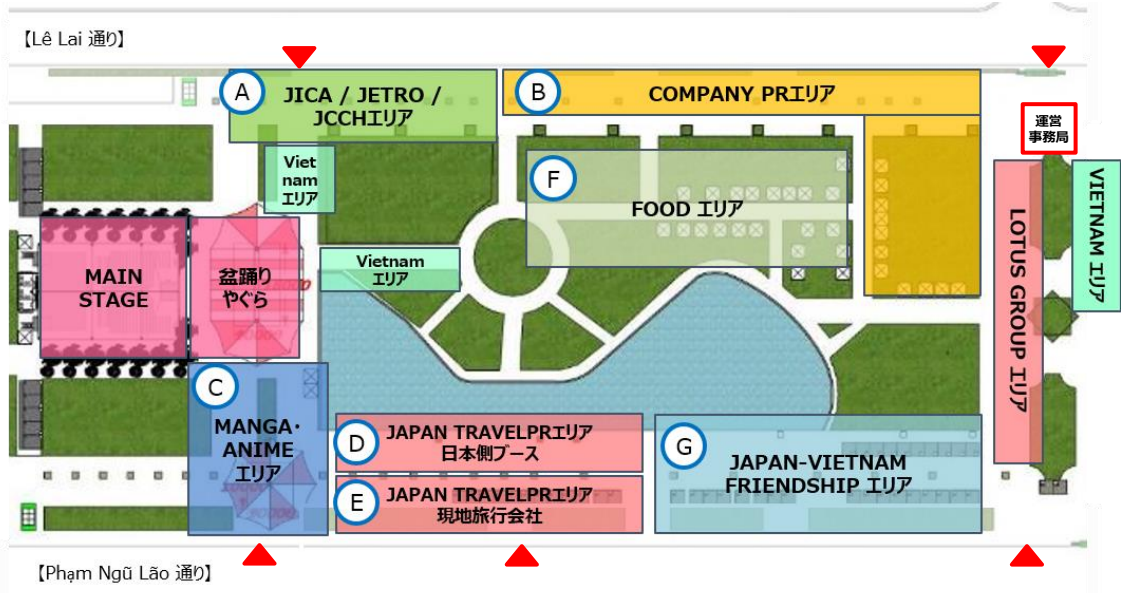 【Lê Lai 通り】
A
JICA / JETRO /
JCCHエリア
B
COMPANY PRエリア
運営
事務局
Viet
nam
エリア
F
FOOD エリア
VIETNAM エリア
LOTUS GROUP エリア
MAIN
STAGE
盆踊り
やぐら
Vietnam
エリア
C
MANGA・
ANIME
エリア
D
JAPAN TRAVELPRエリア
日本側ブース
E
JAPAN TRAVELPRエリア
現地旅行会社
G
JAPAN-VIETNAM
FRIENDSHIP エリア
【Phạm Ngũ Lão 通り】